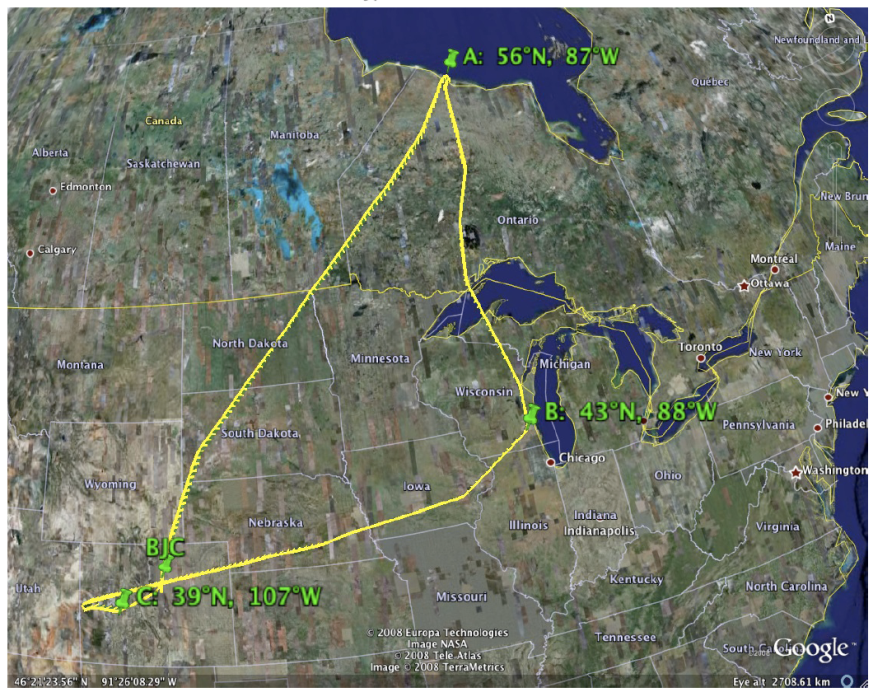 A: 56°N, 87°W
Newfoundland and L
N
Québec
Canada
Manitoba
Alberta
Saskatchewan
Edmonton
New Brun
Ontario
Calgary
Maine
Montreal
Ottawa
North Dakota
Toronto
New York
Minnesota
Michigan
Montana
Wisconsin
New Y
B: 43°N, 88°W
Pennsylvania
Philadel
South Dakota
Chicago
Washington
Ohio
Wyoming
Iowa
Nebraska
Illinois
Indiana
Indianapolis
Virginia
BJC
Kentucky
North Carolina
Utah
C: 39°N, 107°W
Missouri
Tennessee
© 2008 Europa Technologies
Image NASA
© 2008 Tele Atlas
Image © 2008 TerraMetrics
South Carolina
©2008 Google™
46°21'23.56" N 91°26'08.29" W
Eye alt 2708.61 km